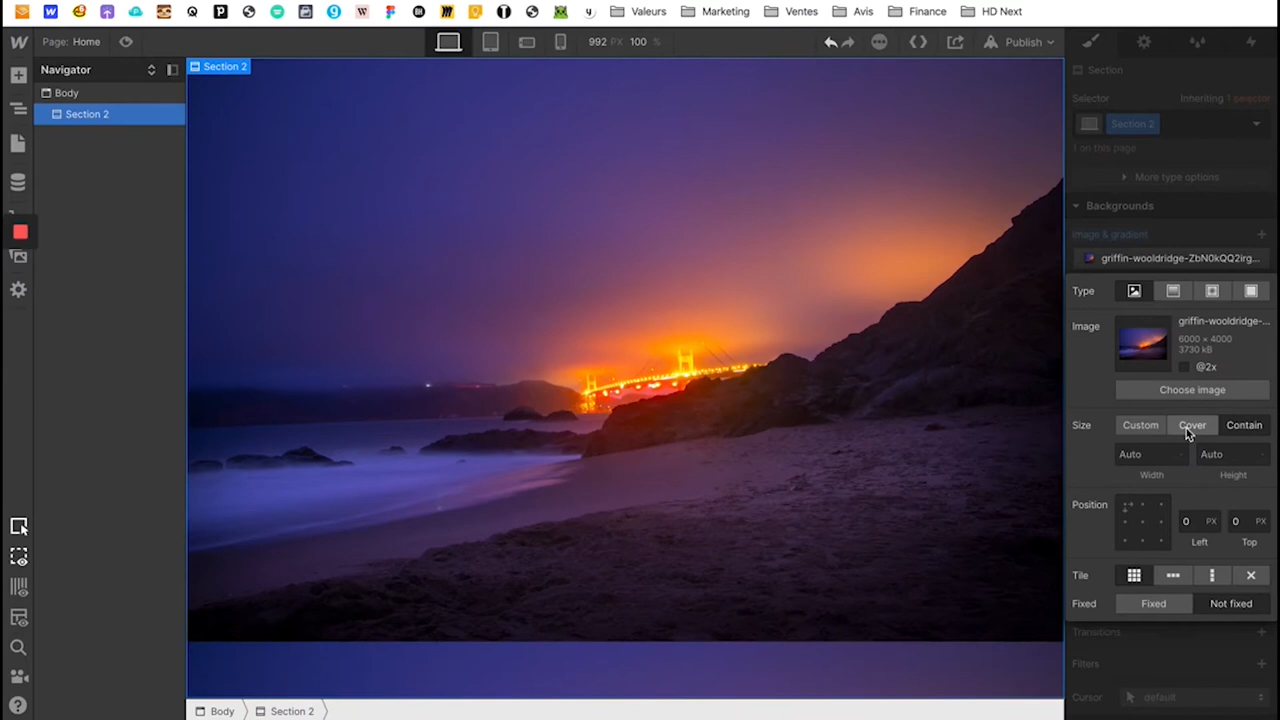 Valeurs Marketing Ventes Avis Finance HD Next
Page: Home 992 PX 100 % Publish
Navigator
Body
Section 2
Section 2
Section
Selector Inheriting 1 selector
Section 2
1 on this page
More type options
Backgrounds
Image & gradient
griffin-wooldridge-ZbN0kQQ2irg...
Type
Image griffin-wooldridge-...
6000 × 4000
3730 kB
@2x
Choose image
Size Custom Cover Contain
Auto - Auto -
Width Height
Position 0 PX 0 PX
Left Top
Tile
Fixed Fixed Not fixed
Transitions
Filters
Cursor default
Body Section 2